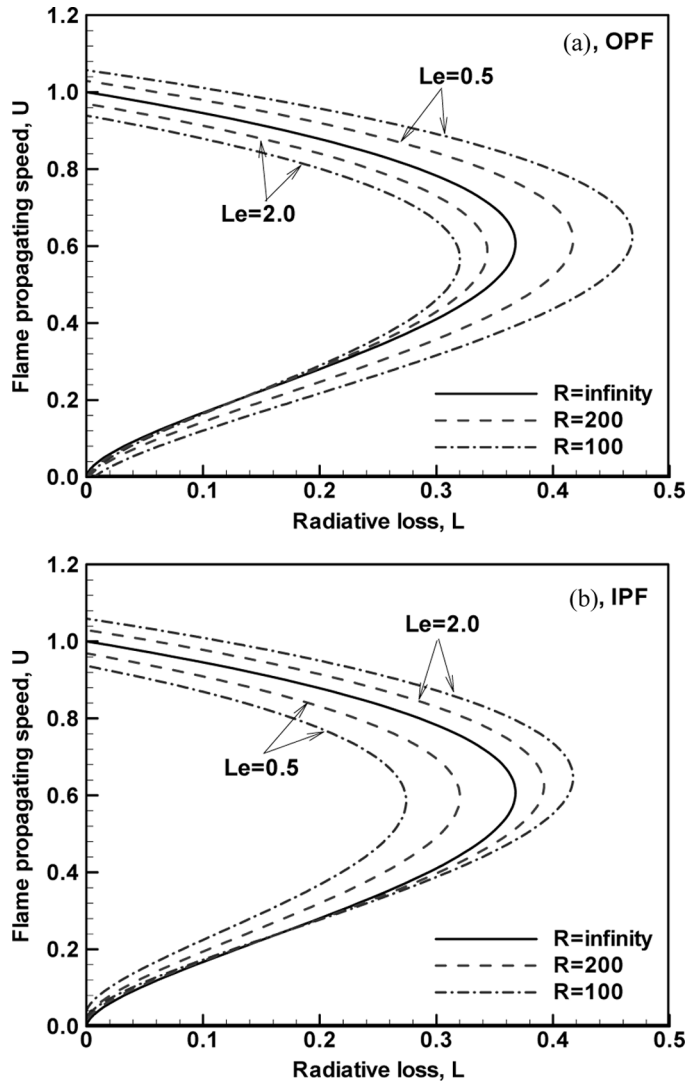 1.2
(a), OPF
Le=0.5
1.0
0.8
Le=2.0
0.6
Flame propagating speed, U
0.4
R=infinity
0.2
R=200
R=100
0.0
0
0.1
0.2
0.3
0.4
0.5
Radiative loss, L
1.2
(b), IPF
Le=2.0
1.0
0.8
Le=0.5
0.6
Flame propagating speed, U
0.4
R=infinity
0.2
R=200
R=100
0.0
0
0.1
0.2
0.3
0.4
0.5
Radiative loss, L